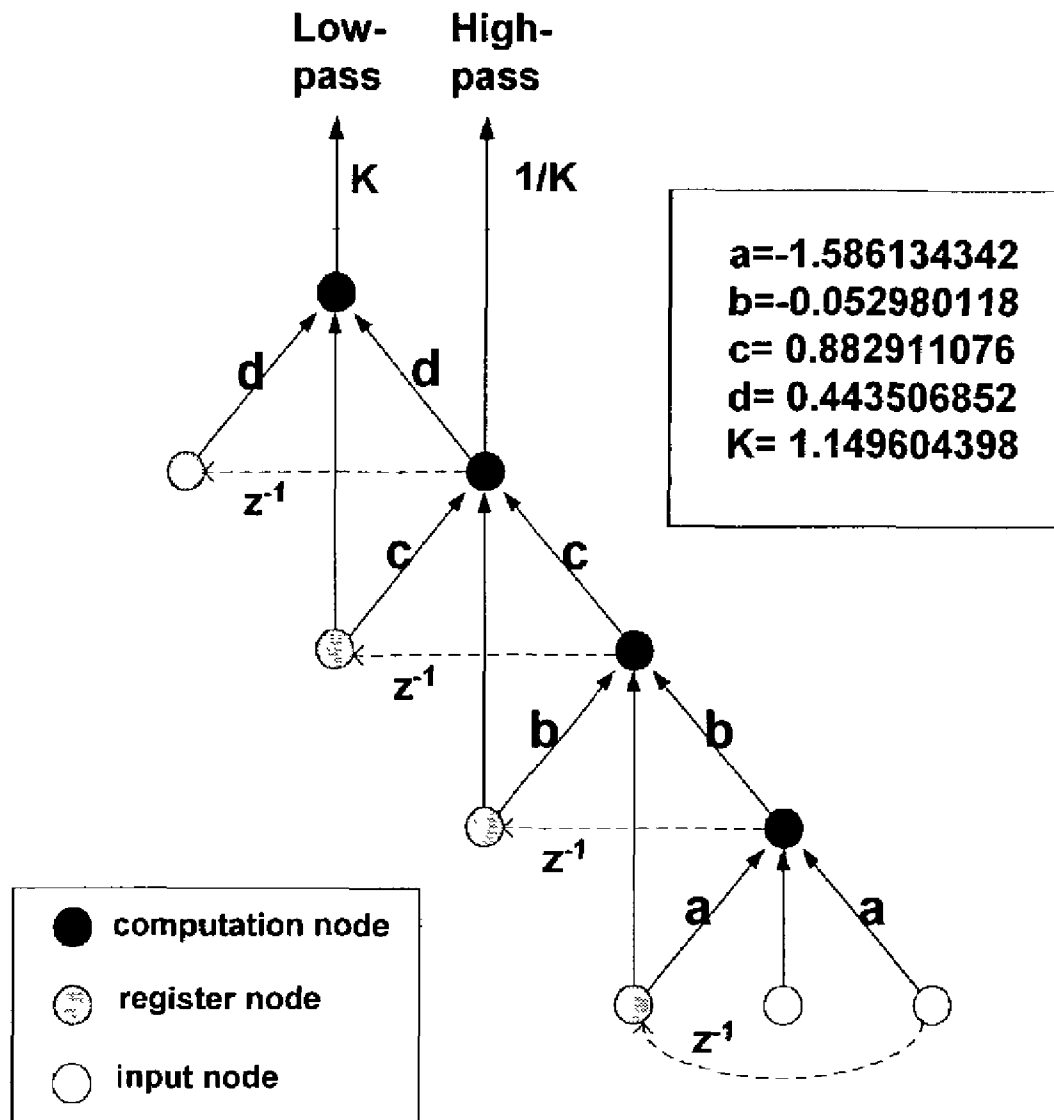 Low-
pass
High-
pass
K
1/K
a=-1.586134342
b=-0.052980118
c= 0.882911076
d= 0.443506852
K= 1.149604398
d
d
z⁻¹
c
c
z⁻¹
b
b
z⁻¹
a
a
z⁻¹
computation node
register node
input node